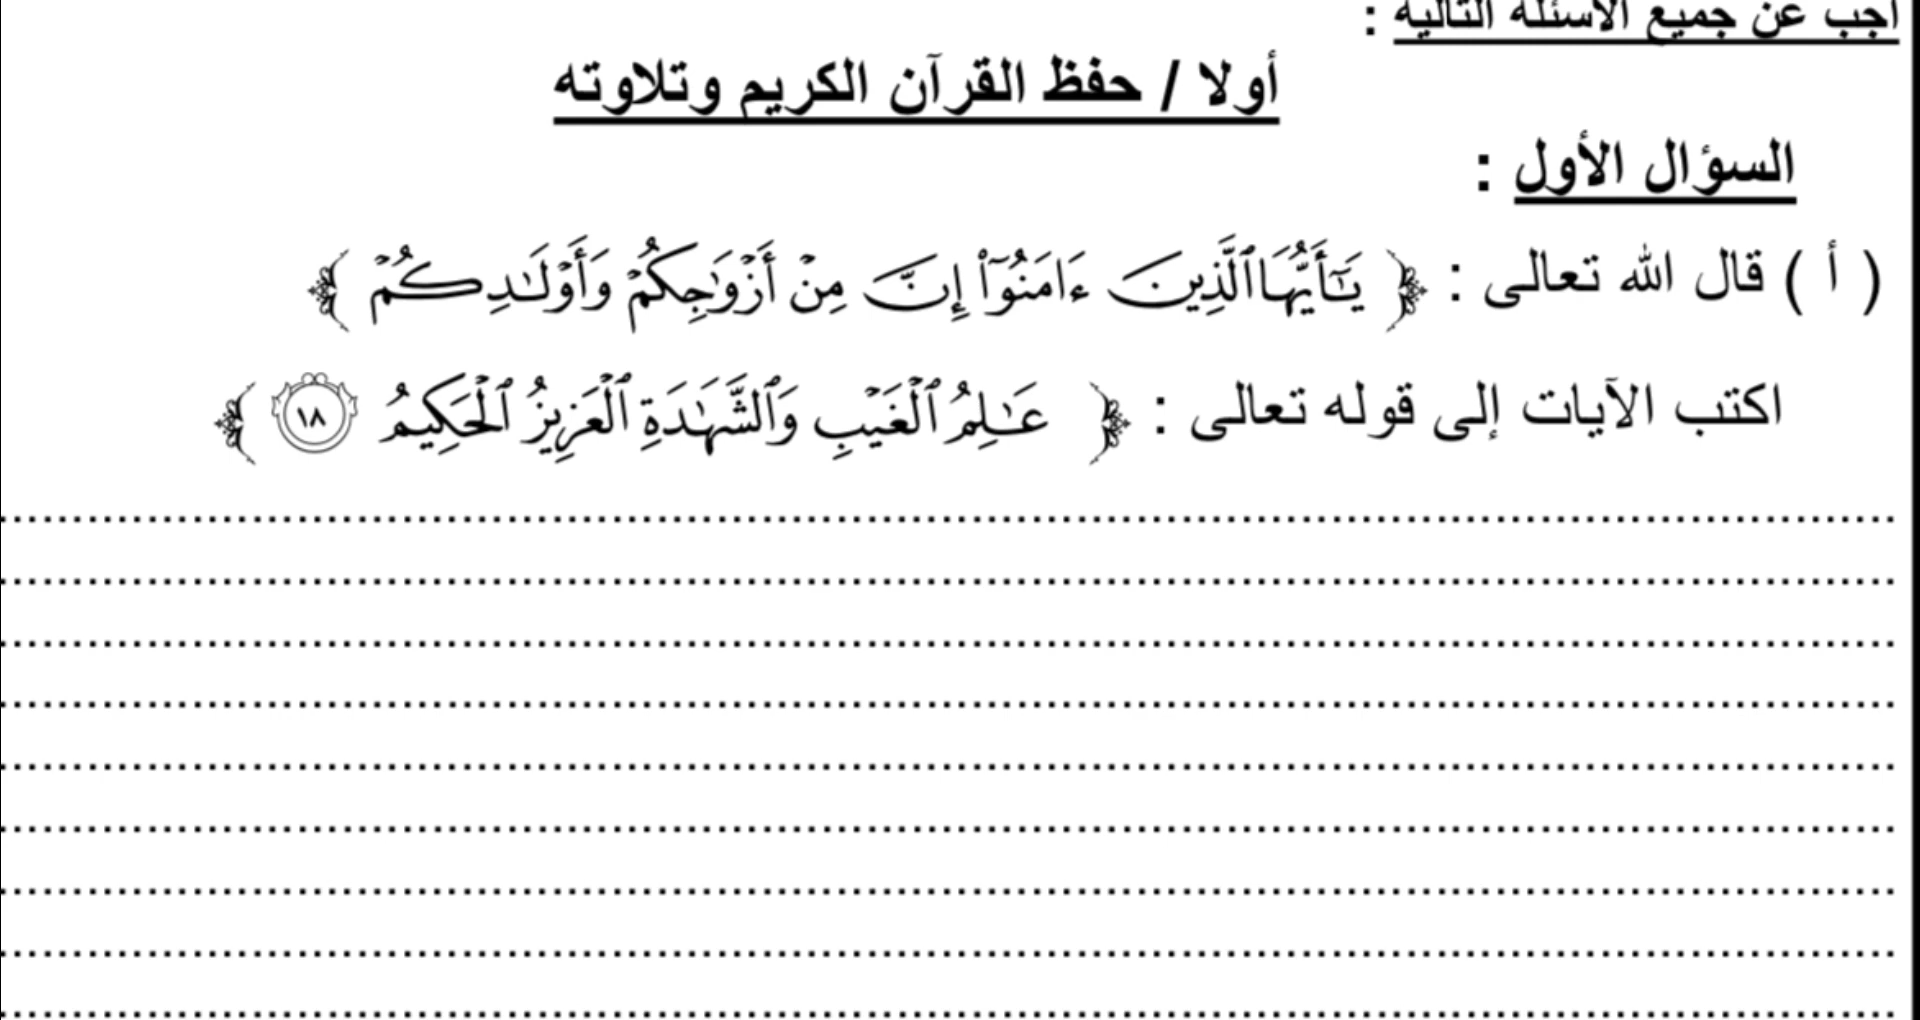 أجب عن جميع الأسئلة التالية :
أولا / حفظ القرآن الكريم وتلاوته
السؤال الأول :
( أ ) قال الله تعالى : ﴿ يَٰٓأَيُّهَا ٱلَّذِينَ ءَامَنُوٓا۟ إِنَّ مِنْ أَزْوَٰجِكُمْ وَأَوْلَٰدِكُمْ ﴾
اكتب الآيات إلى قوله تعالى : ﴿ عَٰلِمُ ٱلْغَيْبِ وَٱلشَّهَٰدَةِ ٱلْعَزِيزُ ٱلْحَكِيمُ ١٨ ﴾